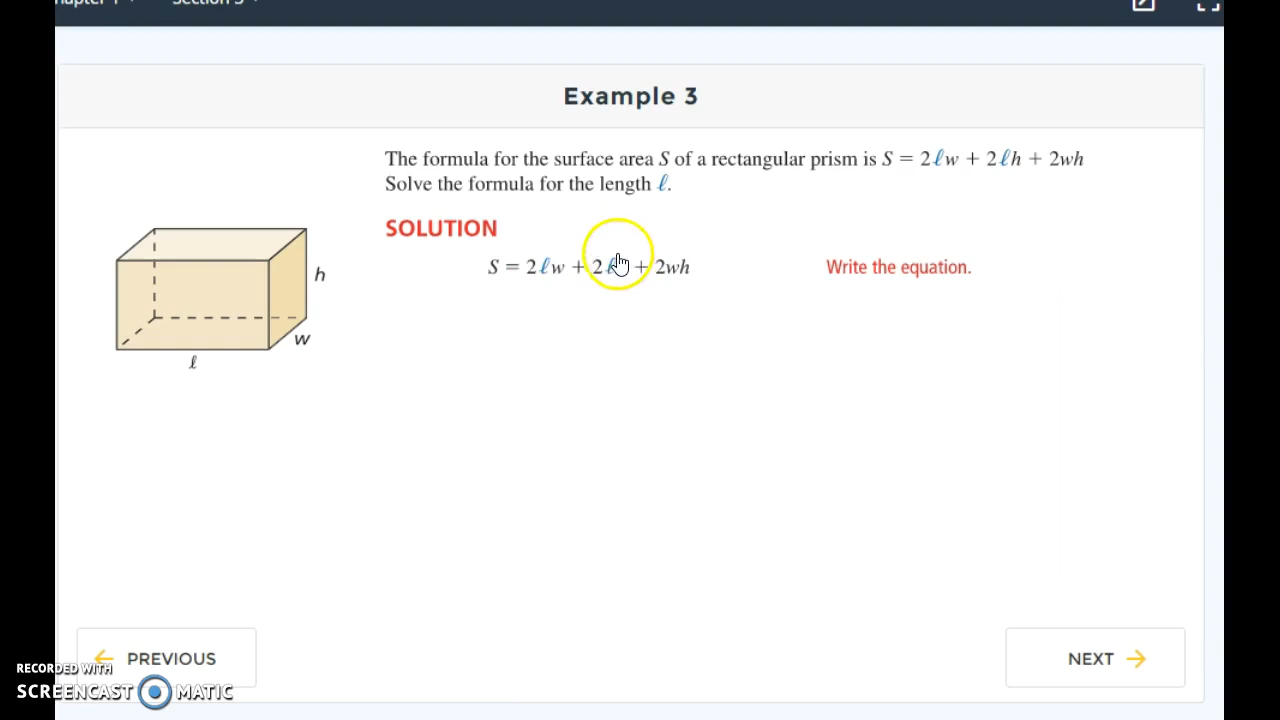 Example 3
The formula for the surface area S of a rectangular prism is S = 2ℓw + 2ℓh + 2wh
Solve the formula for the length ℓ.
SOLUTION
S = 2ℓw + 2ℓ + 2wh
Write the equation.
h
w
ℓ
PREVIOUS
NEXT
RECORDED WITH
SCREENCAST MATIC